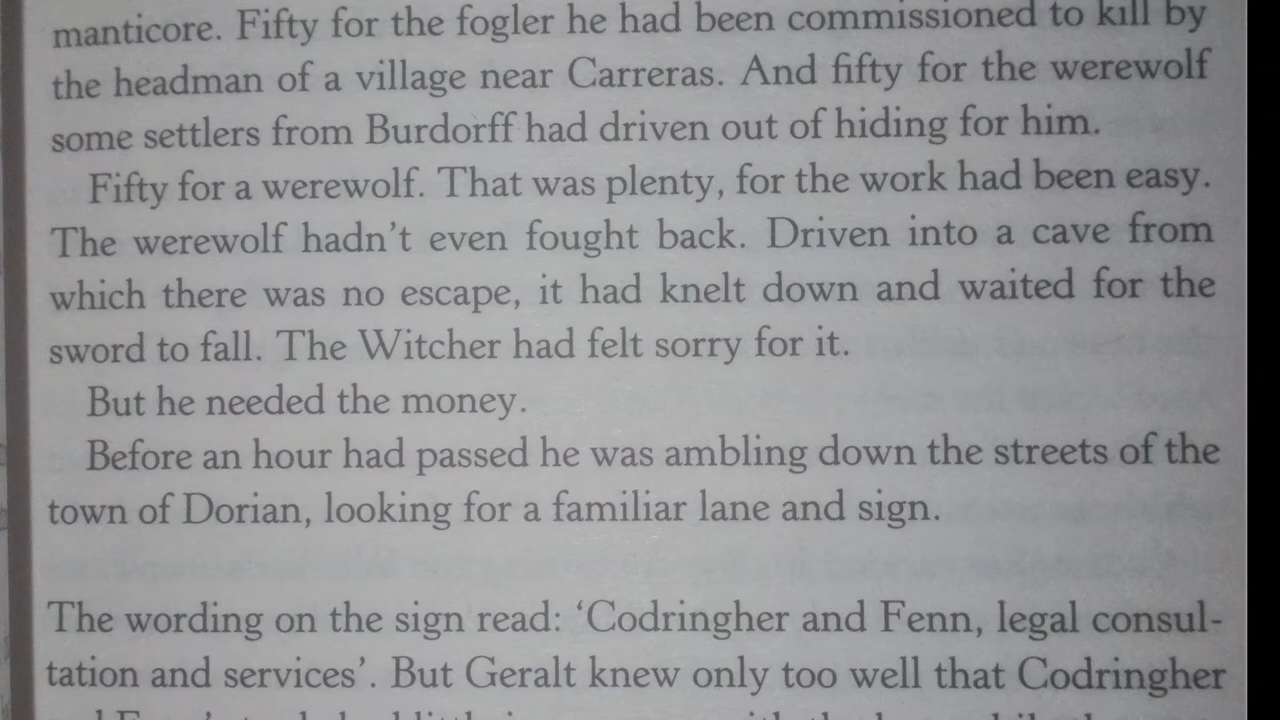 manticore. Fifty for the fogler he had been commissioned to kill by
the headman of a village near Carreras. And fifty for the werewolf
some settlers from Burdorff had driven out of hiding for him.
Fifty for a werewolf. That was plenty, for the work had been easy.
The werewolf hadn't even fought back. Driven into a cave from
which there was no escape, it had knelt down and waited for the
sword to fall. The Witcher had felt sorry for it.
But he needed the money.
Before an hour had passed he was ambling down the streets of the
town of Dorian, looking for a familiar lane and sign.
The wording on the sign read: ‘Codringher and Fenn, legal consul-
tation and services’. But Geralt knew only too well that Codringher